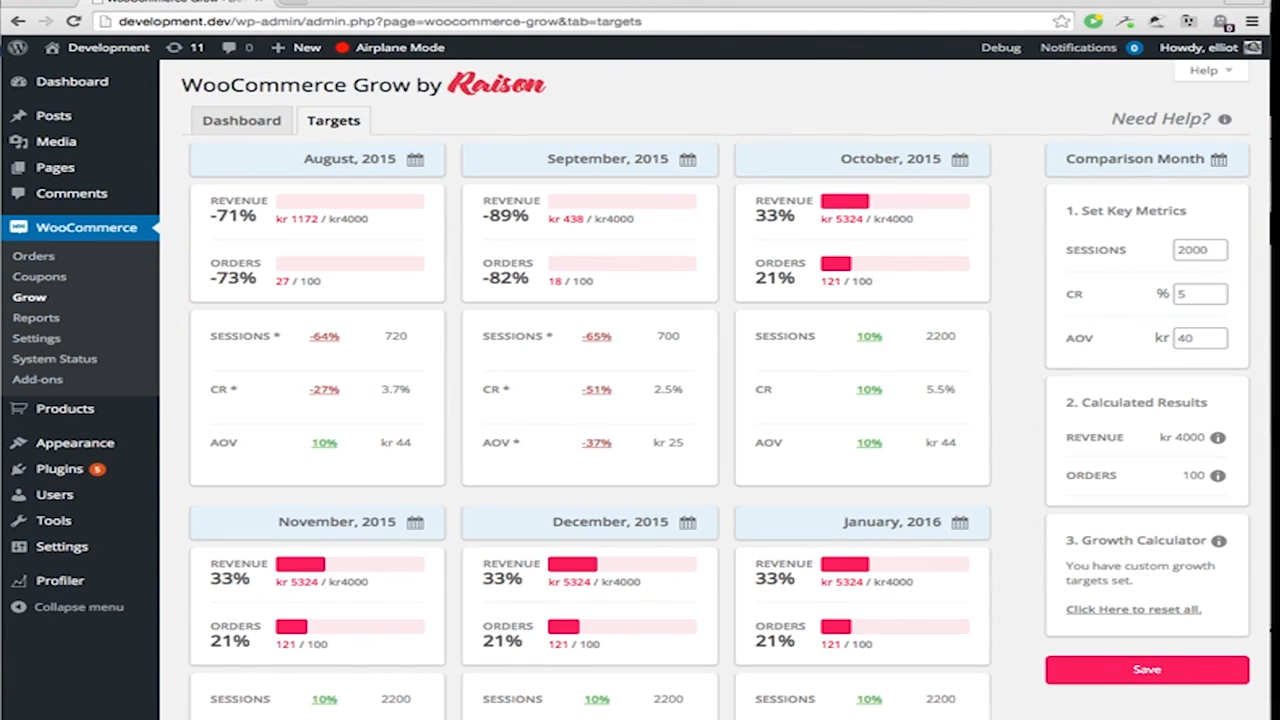 development.dev/wp-admin/admin.php?page=woocommerce-grow&tab=targets
Development 11 0 New Airplane Mode Debug Notifications 0 Howdy, elliot
Dashboard
Posts
Media
Pages
Comments
WooCommerce
Orders
Coupons
Grow
Reports
Settings
System Status
Add-ons
Products
Appearance
Plugins 5
Users
Tools
Settings
Profiler
Collapse menu
Help
WooCommerce Grow by Raison
Dashboard Targets
Need Help?
August, 2015
REVENUE
-71% kr 1172 / kr4000
ORDERS
-73% 27 / 100
SESSIONS * -64% 720
CR * -27% 3.7%
AOV 10% kr 44
September, 2015
REVENUE
-89% kr 438 / kr4000
ORDERS
-82% 18 / 100
SESSIONS * -65% 700
CR * -51% 2.5%
AOV * -37% kr 25
October, 2015
REVENUE
33% kr 5324 / kr4000
ORDERS
21% 121 / 100
SESSIONS 10% 2200
CR 10% 5.5%
AOV 10% kr 44
November, 2015
REVENUE
33% kr 5324 / kr4000
ORDERS
21% 121 / 100
SESSIONS 10% 2200
December, 2015
REVENUE
33% kr 5324 / kr4000
ORDERS
21% 121 / 100
SESSIONS 10% 2200
January, 2016
REVENUE
33% kr 5324 / kr4000
ORDERS
21% 121 / 100
SESSIONS 10% 2200
Comparison Month
1. Set Key Metrics
SESSIONS 2000
CR % 5
AOV kr 40
2. Calculated Results
REVENUE kr 4000
ORDERS 100
3. Growth Calculator
You have custom growth
targets set.
Click Here to reset all.
Save